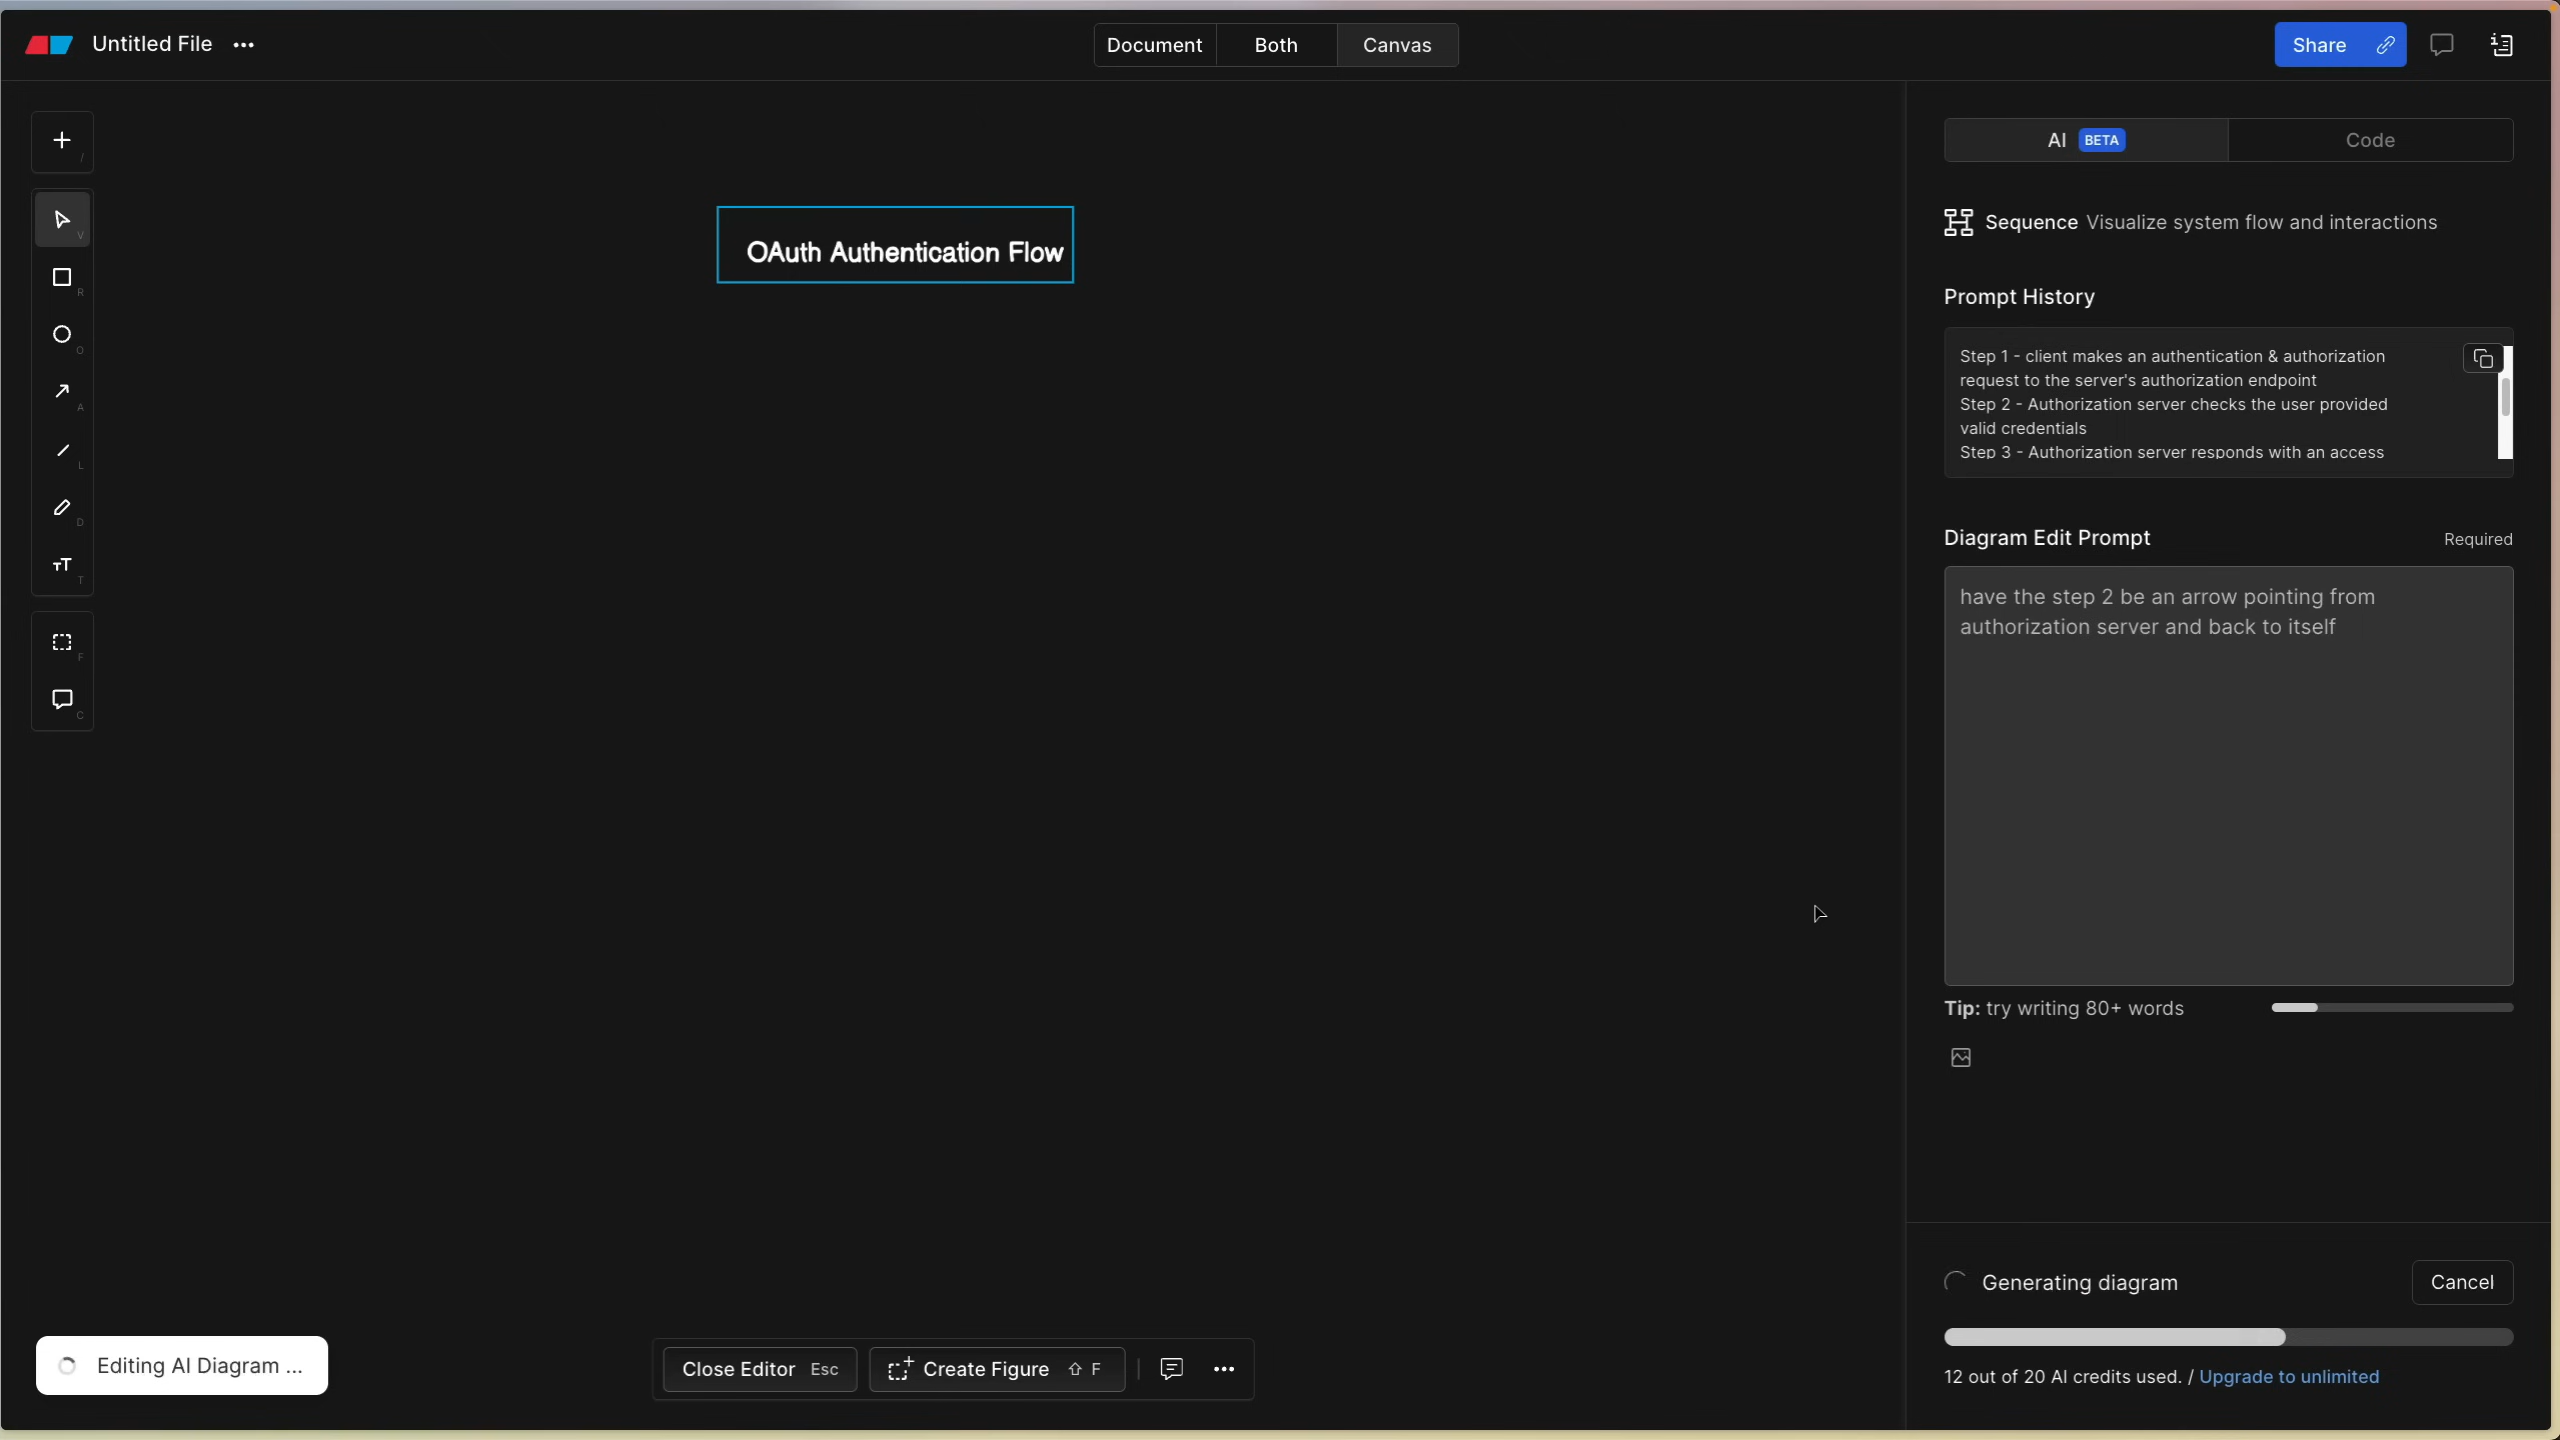 Untitled File
Document
Both
Canvas
Share
/
V
R
O
A
L
D
T
F
C
OAuth Authentication Flow
AI BETA
Code
Sequence Visualize system flow and interactions
Prompt History
Step 1 - client makes an authentication & authorization
request to the server's authorization endpoint
Step 2 - Authorization server checks the user provided
valid credentials
Step 3 - Authorization server responds with an access
Diagram Edit Prompt
Required
have the step 2 be an arrow pointing from
authorization server and back to itself
Tip: try writing 80+ words
Generating diagram
Cancel
12 out of 20 AI credits used. / Upgrade to unlimited
Editing AI Diagram ...
Close Editor Esc
Create Figure ⇧ F